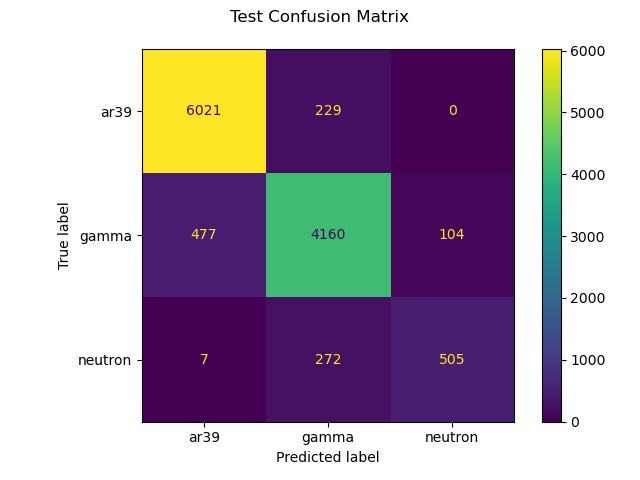 Test Confusion Matrix
6000
5000
4000
3000
2000
1000
0
True label
ar39
6021 229 0
gamma
477 4160 104
neutron
7 272 505
ar39 gamma neutron
Predicted label